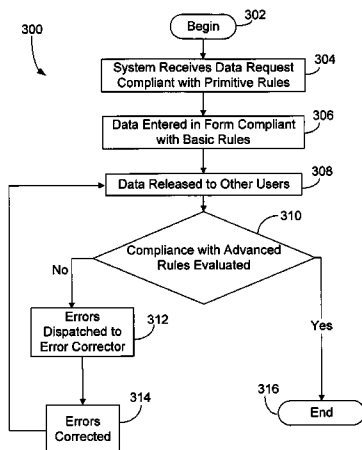 300
Begin
302
System Receives Data Request
Compliant with Primitive Rules
304
Data Entered in Form Compliant
with Basic Rules
306
Data Released to Other Users
308
310
Compliance with Advanced
Rules Evaluated
No
Yes
Errors
Dispatched to
Error Corrector
312
Errors
Corrected
314
316
End